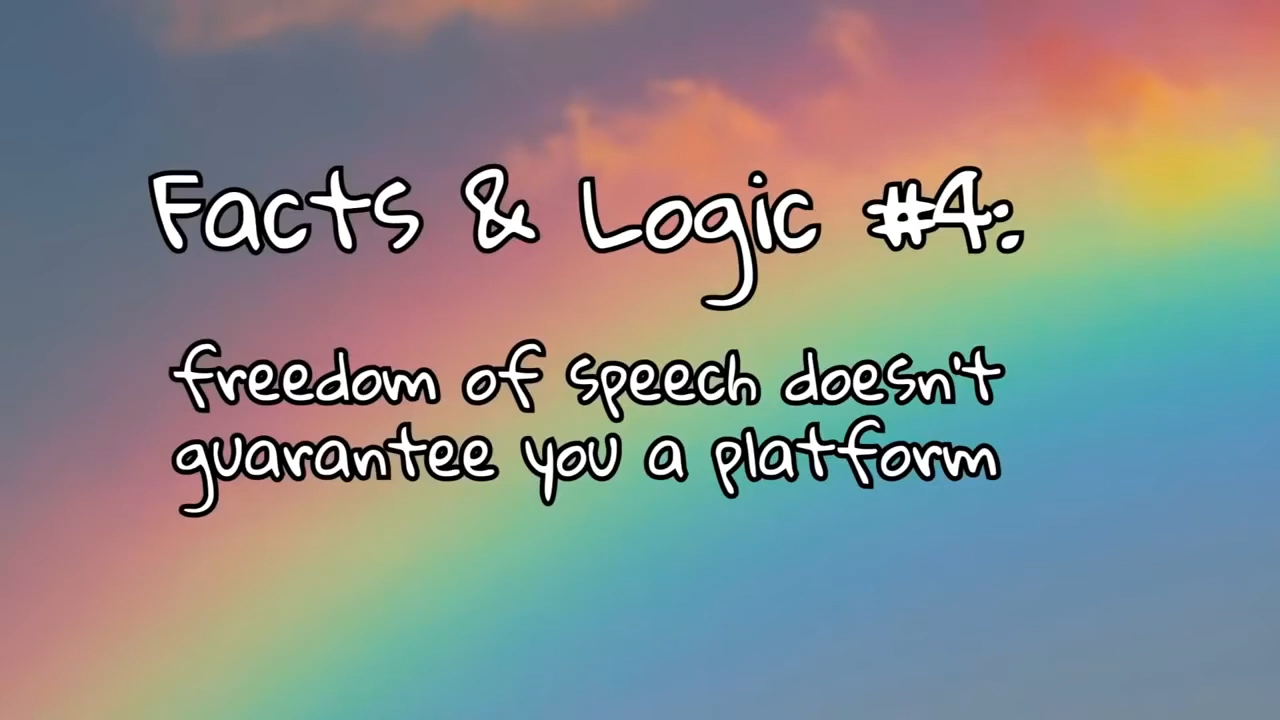 Facts & Logic #4:
freedom of speech doesn't
guarantee you a platform